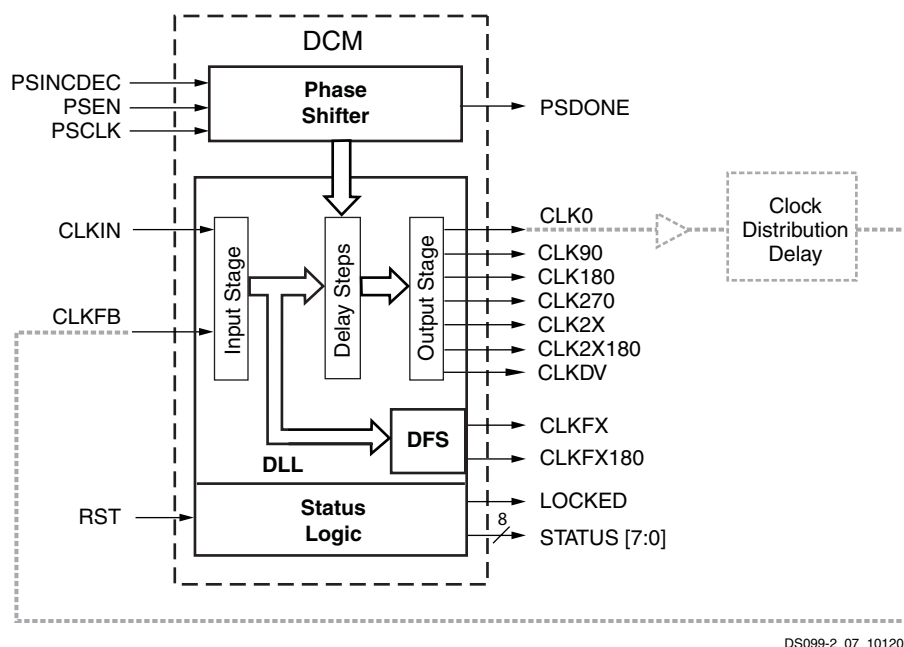 DCM
PSINCDEC
PSEN
PSCLK
Phase
Shifter
PSDONE
CLKIN
CLKFB
Input Stage
Delay Steps
Output Stage
CLK0
CLK90
CLK180
CLK270
CLK2X
CLK2X180
CLKDV
Clock
Distribution
Delay
DLL
DFS
CLKFX
CLKFX180
RST
Status
Logic
LOCKED
8
STATUS [7:0]
DS099-2_07_10120